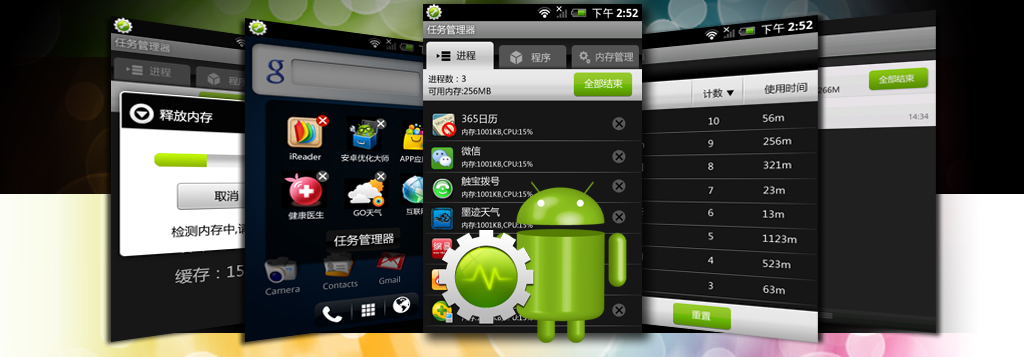 任务管理器
进程
程序
释放内存
取消
检测内存中,请
缓存：15
g
iReader
安卓优化大师
APP应
健康医生
GO天气
互联
任务管理器
Camera
Contacts
Gmail
下午 2:52
任务管理器
进程
程序
内存管理
进程数：3
可用内存:256MB
全部结束
365日历
内存:1001KB,CPU:15%
微信
内存:1001KB,CPU:15%
触宝拨号
内存:1001KB,CPU:15%
墨迹天气
内存:1001KB,CPU:15%
下午 2:52
计数 ▼
使用时间
10
56m
9
256m
8
321m
7
23m
6
13m
5
1123m
4
523m
3
63m
重置
全部结束
266M
14:34